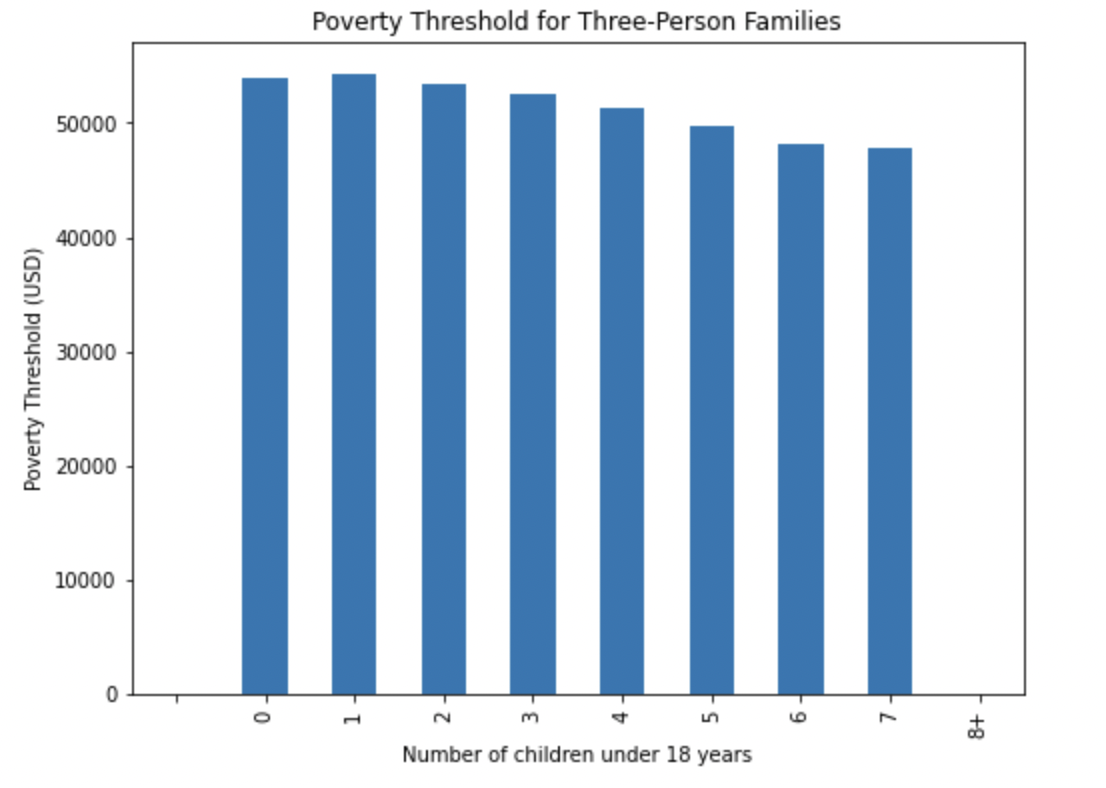 Poverty Threshold for Three-Person Families
Poverty Threshold (USD)
50000
40000
30000
20000
10000
0
0 1 2 3 4 5 6 7 8+
Number of children under 18 years